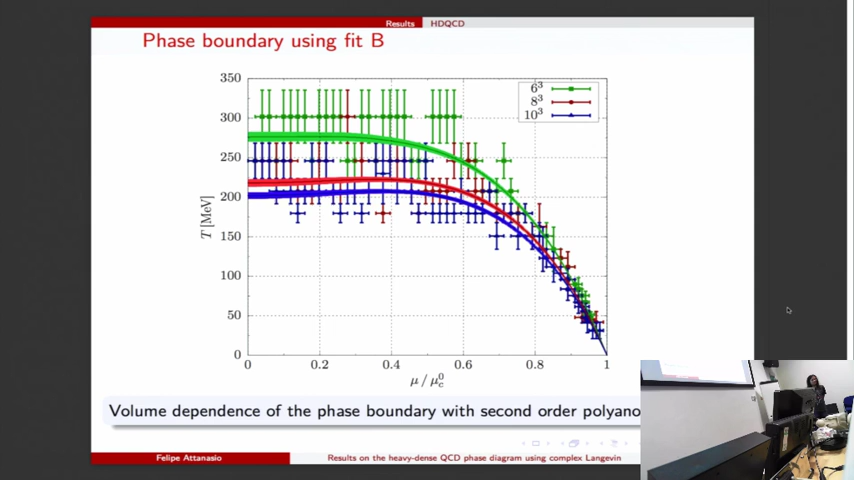 Results HDQCD
Phase boundary using fit B
350
300
250
200
150
100
50
0
T [MeV]
6³
8³
10³
0 0.2 0.4 0.6 0.8 1
μ / μ_c^0
Volume dependence of the phase boundary with second order polyno
Felipe Attanasio Results on the heavy-dense QCD phase diagram using complex Langevin